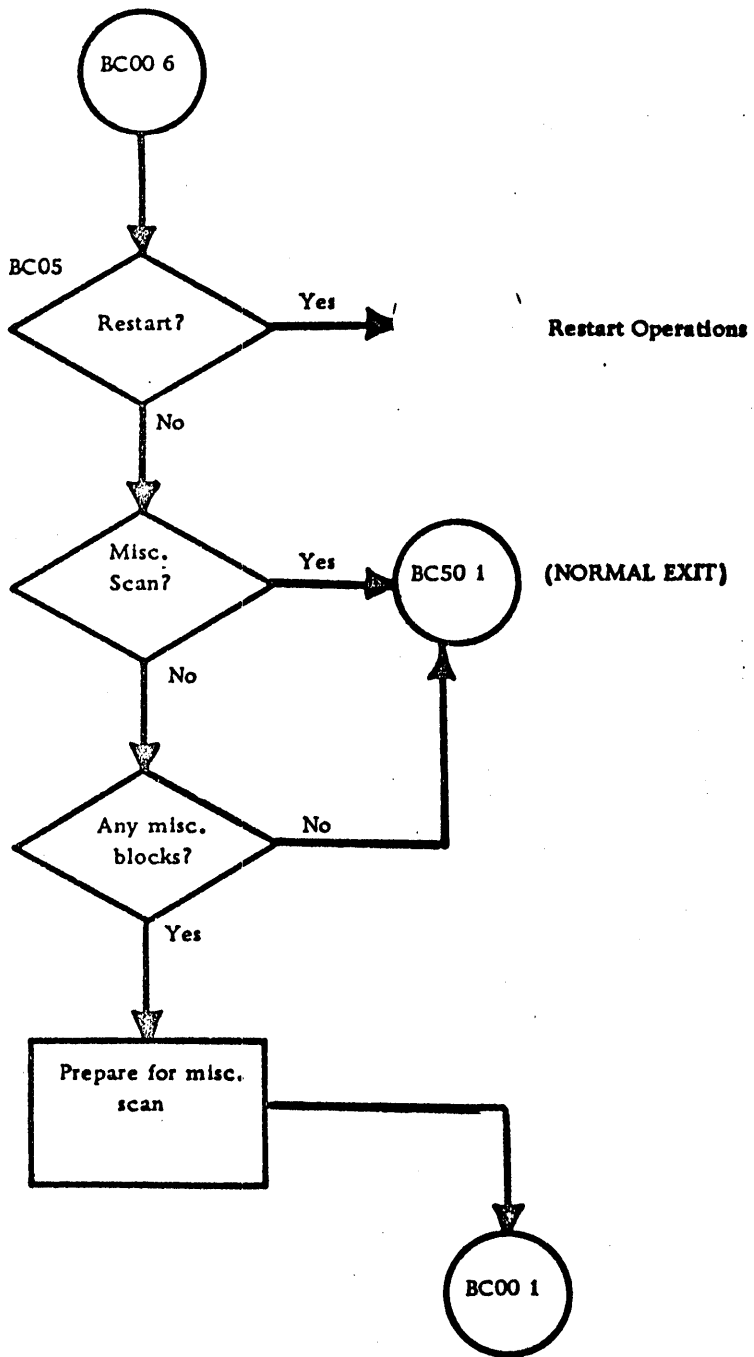 BC00 6
BC05
Restart?
Yes
Restart Operations
No
Misc.
Scan?
Yes
BC50 1
(NORMAL EXIT)
No
Any misc.
blocks?
No
Yes
Prepare for misc.
scan
BC00 1